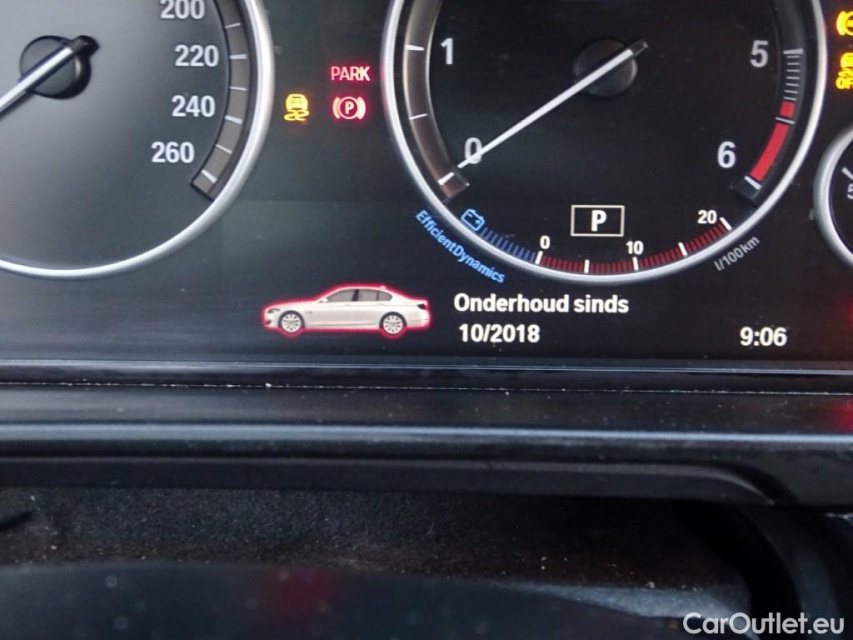 200
220
240
260
PARK
P
1
0
5
6
P
EfficientDynamics
0
10
20
l/100km
Onderhoud sinds
10/2018
9:06
CarOutlet.eu